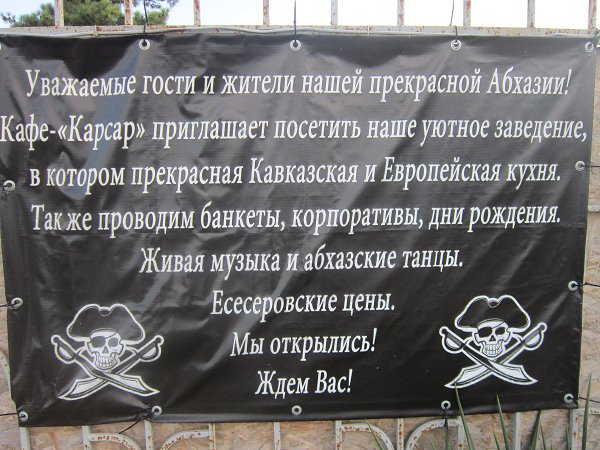 Уважаемые гости и жители нашей прекрасной Абхазии!
Кафе-«Карсар» приглашает посетить наше уютное заведение,
в котором прекрасная Кавказская и Европейская кухня.
Так же проводим банкеты, корпоративы, дни рождения.
Живая музыка и абхазские танцы.
Есесеровские цены.
Мы открылись!
Ждем Вас!